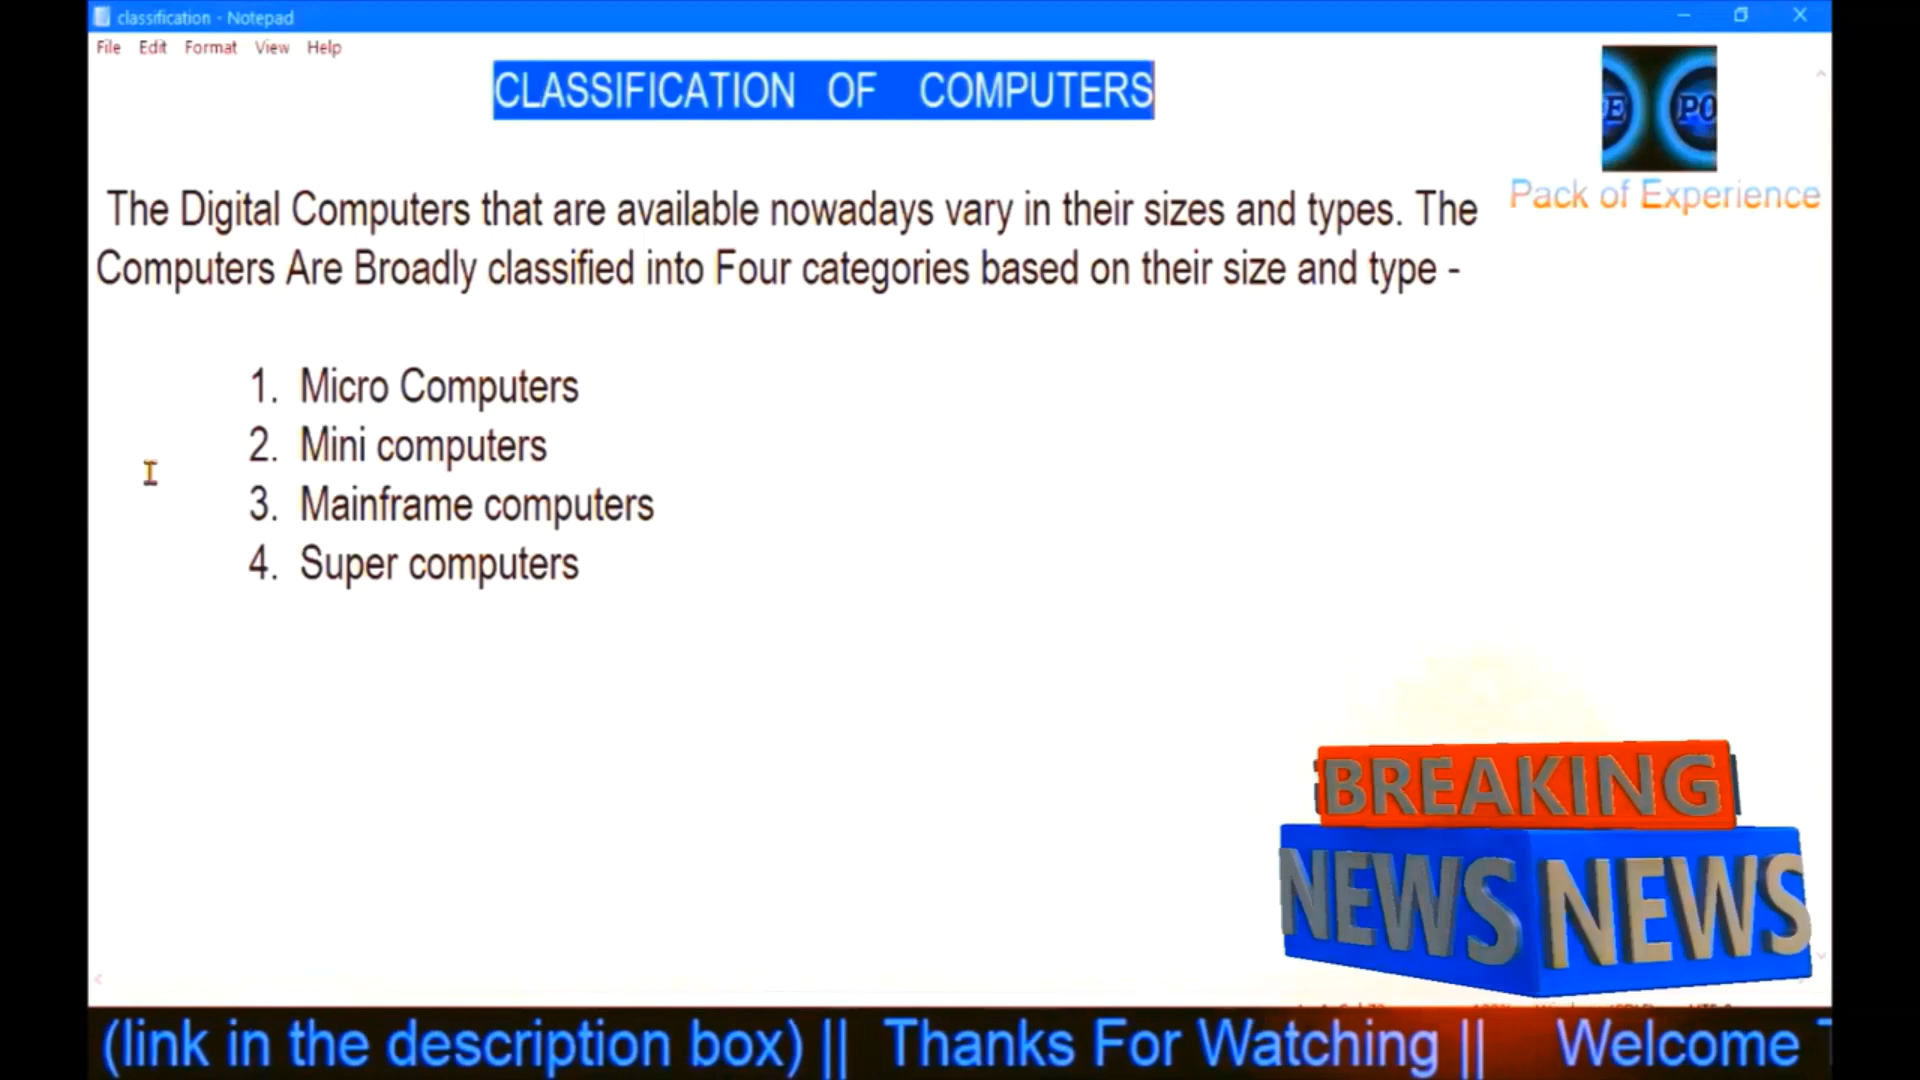 classification - Notepad
File Edit Format View Help
CLASSIFICATION OF COMPUTERS
E PO
Pack of Experience
The Digital Computers that are available nowadays vary in their sizes and types. The
Computers Are Broadly classified into Four categories based on their size and type -
1. Micro Computers
2. Mini computers
3. Mainframe computers
4. Super computers
BREAKING
NEWS NEWS
(link in the description box) || Thanks For Watching || Welcome